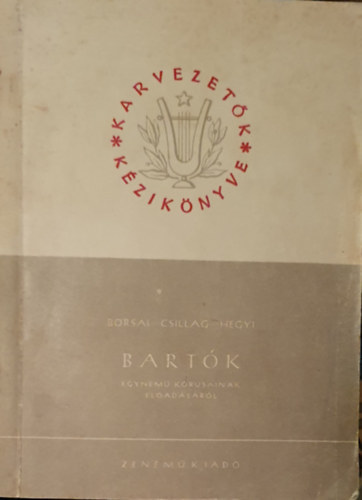 * KARVEZETŐK *
KÉZIKÖNYVE
BORSAI - CSILLAG - HEGYI
BARTÓK
EGYNEMŰ KÓRUSAINAK
ELŐADÁSÁRÓL
ZENEMŰKIADÓ